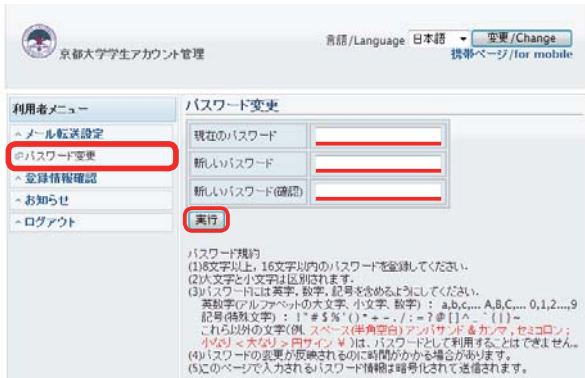 京都大学学生アカウント管理
言語/Language 日本語 変更/Change
携帯ページ/for mobile
利用者メニュー
メール転送設定
パスワード変更
登録情報確認
お知らせ
ログアウト
パスワード変更
現在のパスワード
新しいパスワード
新しいパスワード(確認)
実行
パスワード規約
(1)8文字以上，16文字以内のパスワードを登録してください．
(2)大文字と小文字は区別されます．
(3)パスワードには英字，数字，記号を含めるようにしてください．
英数字(アルファベットの大文字、小文字、数字) : a,b,c,... A,B,C,... 0,1,2...,9
記号(特殊文字) : ! " # $ % ' ( ) * + - . / : = ? @ [ ] ^ _ ` { | } ~
これら以外の文字(例．スペース(半角空白) アンパサンド & カンマ , セミコロン ;
小なり < 大なり > 円サイン ¥ )は、パスワードとして利用することはできません。
(4)パスワードの変更が反映されるのに時間がかかる場合があります。
(5)このページで入力されるパスワード情報は暗号化されて送信されます。